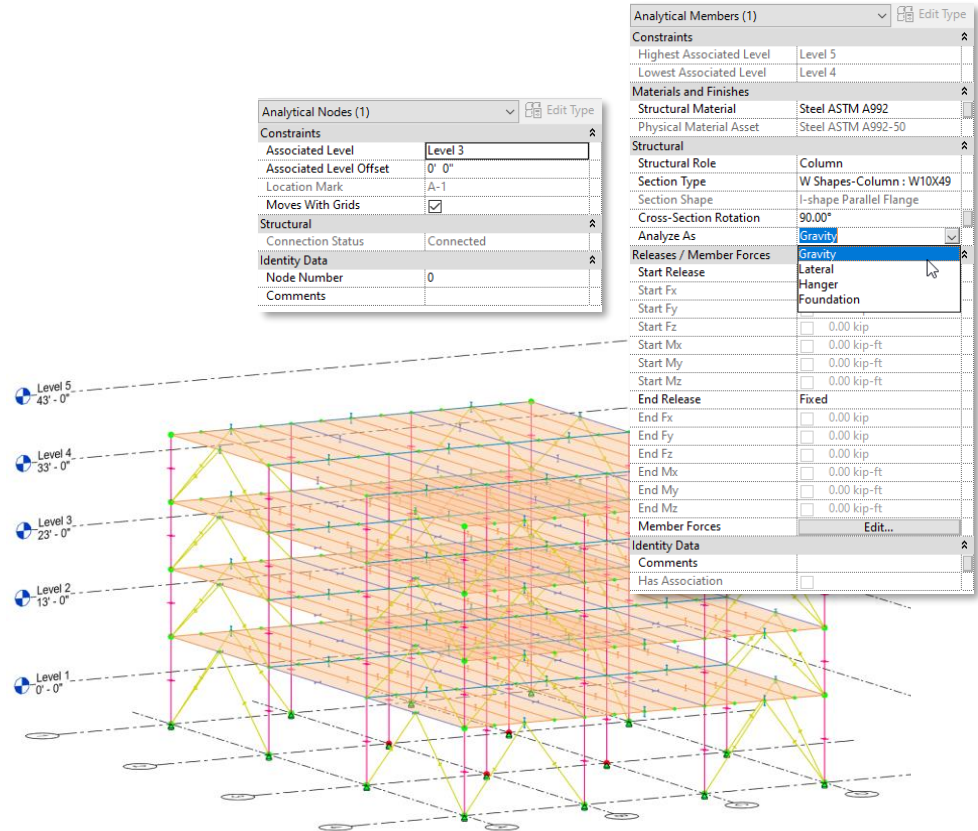 Analytical Members (1)
Edit Type
Constraints
Highest Associated Level Level 5
Lowest Associated Level Level 4
Materials and Finishes
Structural Material Steel ASTM A992
Physical Material Asset Steel ASTM A992-50
Structural
Structural Role Column
Section Type W Shapes-Column : W10X49
Section Shape I-shape Parallel Flange
Cross-Section Rotation 90.00°
Analyze As Gravity
Gravity
Lateral
Hanger
Foundation
Releases / Member Forces
Start Release
Start Fx
Start Fy
Start Fz 0.00 kip
Start Mx 0.00 kip-ft
Start My 0.00 kip-ft
Start Mz 0.00 kip-ft
End Release Fixed
End Fx 0.00 kip
End Fy 0.00 kip
End Fz 0.00 kip
End Mx 0.00 kip-ft
End My 0.00 kip-ft
End Mz 0.00 kip-ft
Member Forces Edit...
Identity Data
Comments
Has Association
Analytical Nodes (1)
Edit Type
Constraints
Associated Level Level 3
Associated Level Offset 0' 0"
Location Mark A-1
Moves With Grids
Structural
Connection Status Connected
Identity Data
Node Number 0
Comments
Level 5
43' - 0"
Level 4
33' - 0"
Level 3
23' - 0"
Level 2
13' - 0"
Level 1
0' - 0"